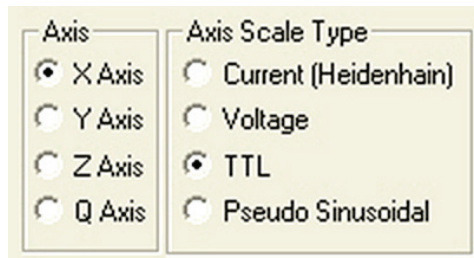 Axis
X Axis
Y Axis
Z Axis
Q Axis
Axis Scale Type
Current (Heidenhain)
Voltage
TTL
Pseudo Sinusoidal